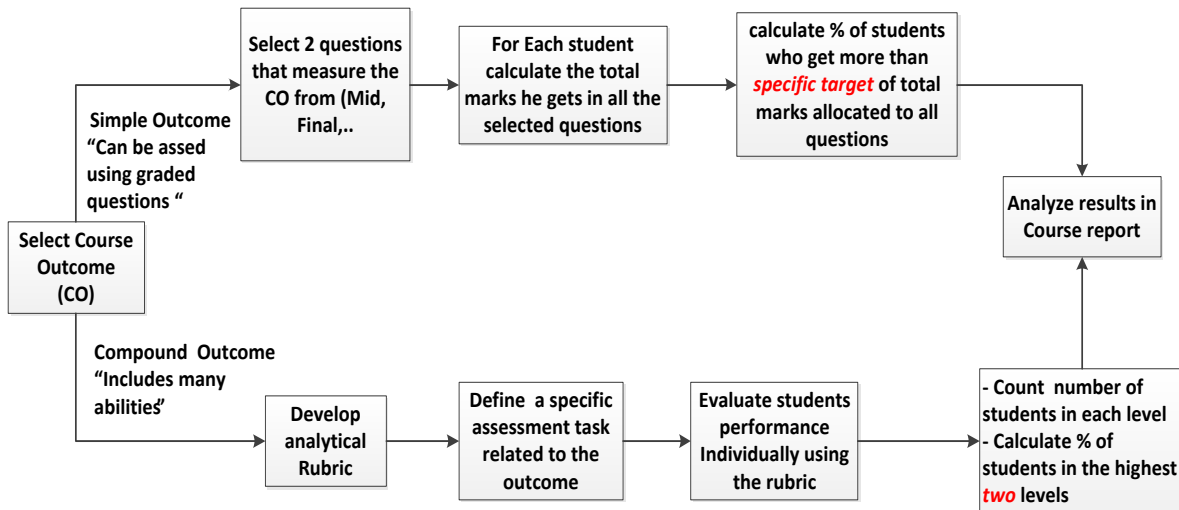 Select 2 questions
that measure the
CO from (Mid,
Final,..
For Each student
calculate the total
marks he gets in all the
selected questions
calculate % of students
who get more than
specific target of total
marks allocated to all
questions
Simple Outcome
“Can be assed
using graded
questions “
Analyze results in
Course report
Select Course
Outcome
(CO)
Compound Outcome
“Includes many
abilities”
Develop
analytical
Rubric
Define a specific
assessment task
related to the
outcome
Evaluate students
performance
Individually using
the rubric
- Count number of
students in each level
- Calculate % of
students in the highest
two levels